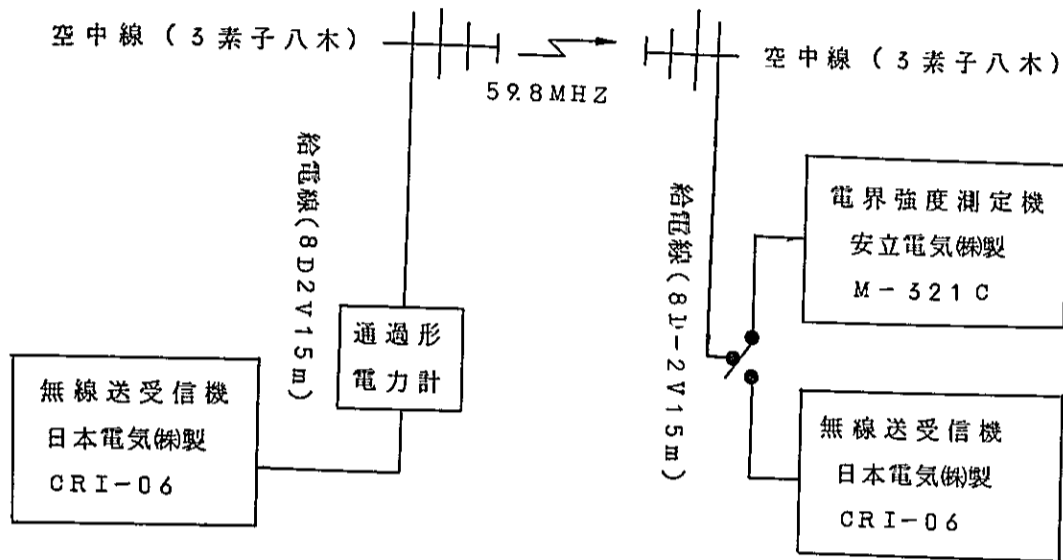 空中線（3素子八木）
59.8MHZ
空中線（3素子八木）
給電線(8D2V15m)
通過形
電力計
無線送受信機
日本電気㈱製
CRI-06
給電線(8D-2V15m)
電界強度測定機
安立電気㈱製
M-321C
無線送受信機
日本電気㈱製
CRI-06